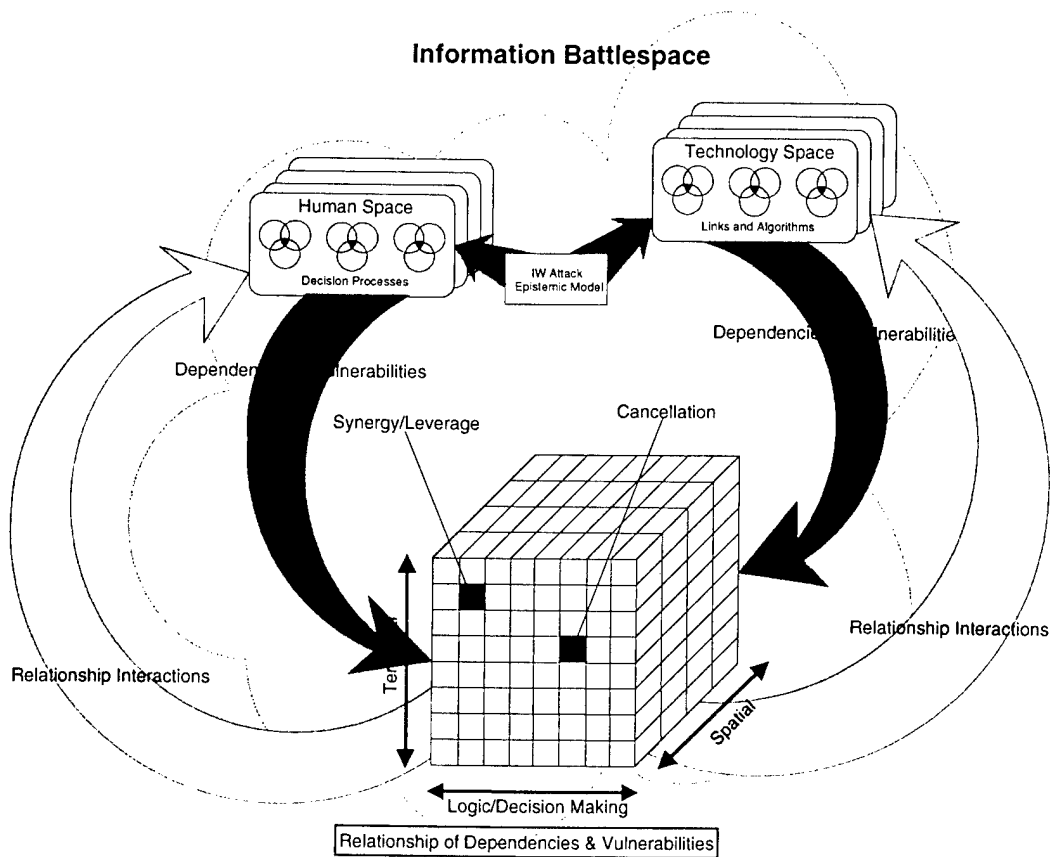 Information Battlespace
Technology Space
Links and Algorithms
Human Space
Decision Processes
IW Attack
Epistemic Model
Synergy/Leverage
Cancellation
Relationship Interactions
Relationship Interactions
Spatial
Logic/Decision Making
Relationship of Dependencies & Vulnerabilities